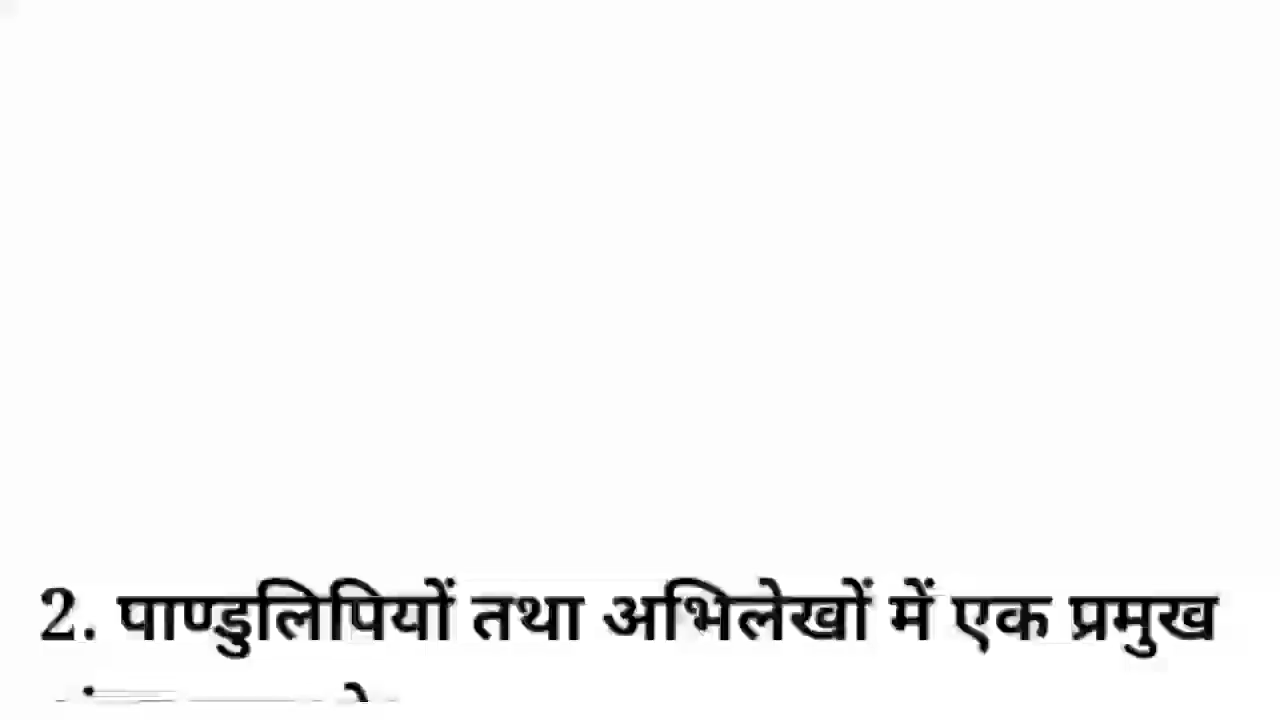 2. पाण्डुलिपियों तथा अभिलेखों में एक प्रमुख